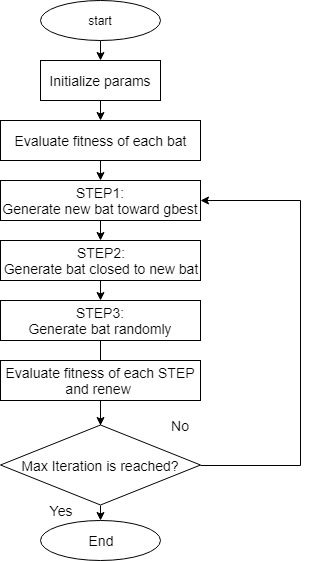 start
Initialize params
Evaluate fitness of each bat
STEP1:
Generate new bat toward gbest
STEP2:
Generate bat closed to new bat
STEP3:
Generate bat randomly
Evaluate fitness of each STEP
and renew
No
Max Iteration is reached?
Yes
End